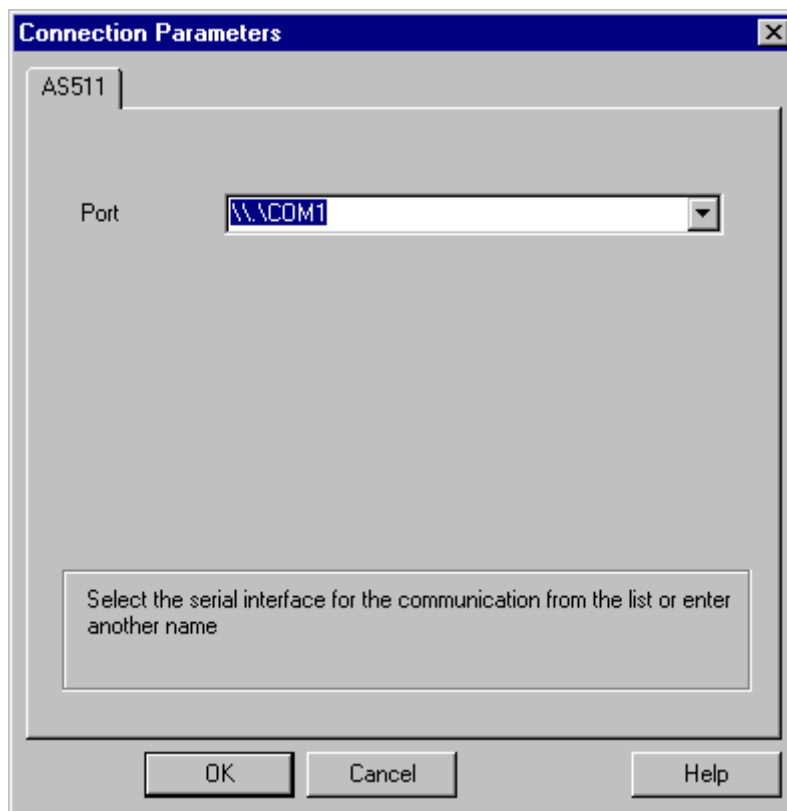 Connection Parameters
AS511
Port
\\.\COM1
Select the serial interface for the communication from the list or enter
another name
OK
Cancel
Help